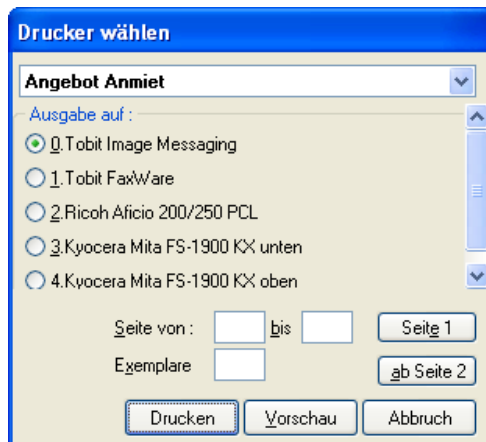 Drucker wählen
Angebot Anmiet
Ausgabe auf :
0.Tobit Image Messaging
1.Tobit FaxWare
2.Ricoh Aficio 200/250 PCL
3.Kyocera Mita FS-1900 KX unten
4.Kyocera Mita FS-1900 KX oben
Seite von : bis Seite 1
Exemplare ab Seite 2
Drucken Vorschau Abbruch